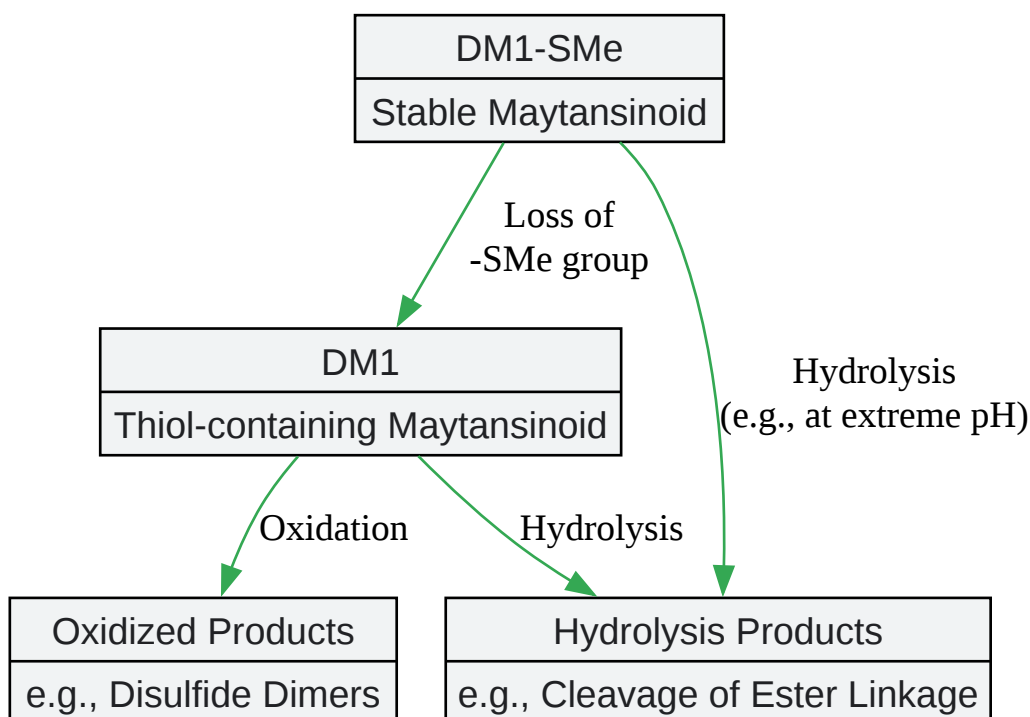 DM1-SMe
Stable Maytansinoid
Loss of
-SMe group
DM1
Thiol-containing Maytansinoid
Hydrolysis
(e.g., at extreme pH)
Oxidation
Hydrolysis
Oxidized Products
e.g., Disulfide Dimers
Hydrolysis Products
e.g., Cleavage of Ester Linkage